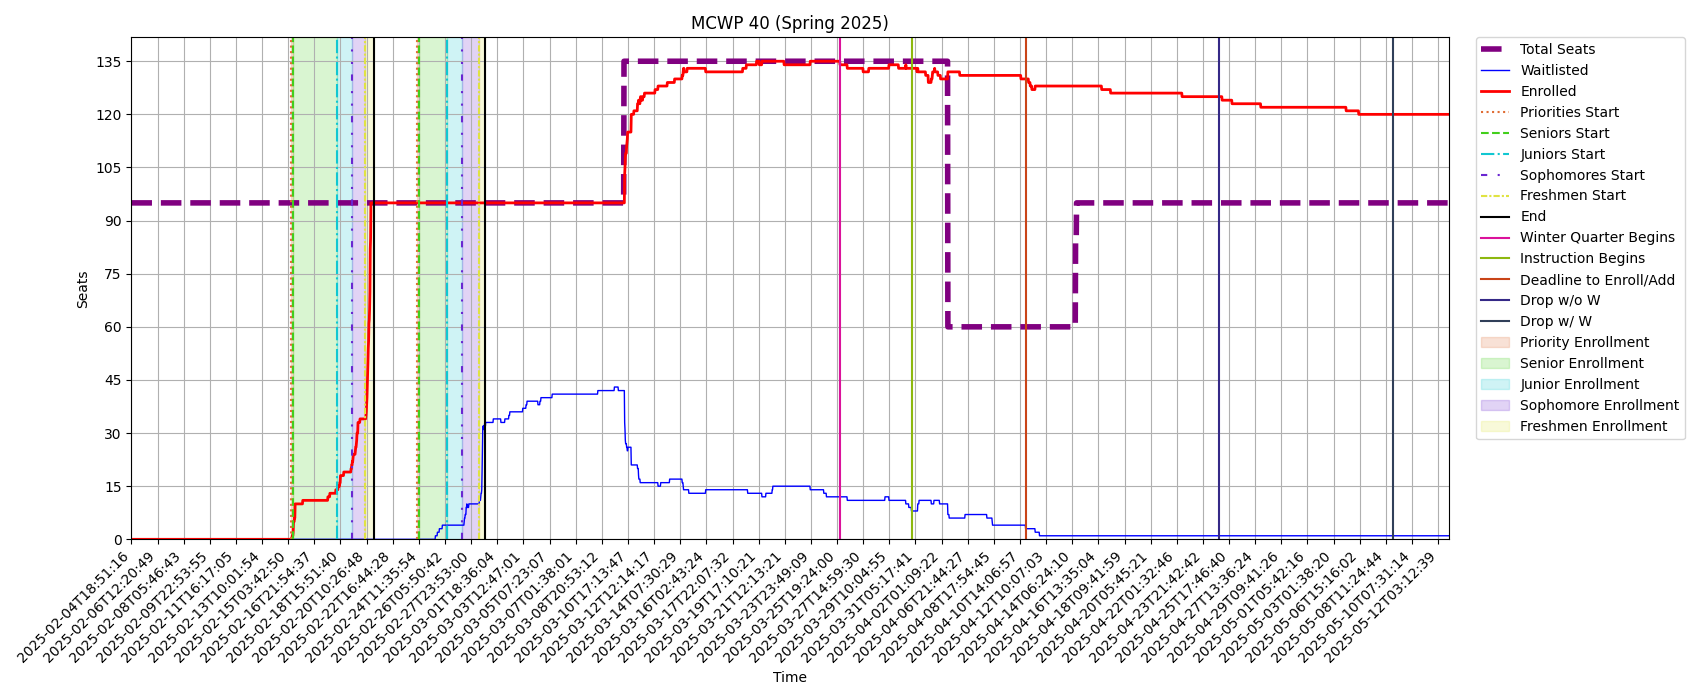 MCWP 40 (Spring 2025)
Seats
135
120
105
90
75
60
45
30
15
0
2025-02-04T18:51:16
2025-02-06T12:20:49
2025-02-08T05:46:43
2025-02-09T22:53:55
2025-02-11T16:17:05
2025-02-13T10:01:54
2025-02-15T03:42:50
2025-02-16T21:54:37
2025-02-18T15:51:40
2025-02-20T10:26:48
2025-02-22T16:44:28
2025-02-24T11:35:54
2025-02-26T05:50:42
2025-02-27T23:53:00
2025-03-01T18:36:04
2025-03-03T12:47:01
2025-03-05T07:23:07
2025-03-07T01:38:01
2025-03-08T20:53:12
2025-03-10T17:13:47
2025-03-12T12:14:17
2025-03-14T07:30:29
2025-03-16T02:43:24
2025-03-17T22:07:32
2025-03-19T17:10:21
2025-03-21T12:13:21
2025-03-23T23:49:09
2025-03-25T19:24:00
2025-03-27T14:59:30
2025-03-29T10:04:55
2025-03-31T05:17:41
2025-04-02T01:09:22
2025-04-06T21:44:27
2025-04-08T17:54:45
2025-04-10T14:06:57
2025-04-12T10:07:03
2025-04-14T06:24:10
2025-04-16T13:35:04
2025-04-18T09:41:59
2025-04-20T05:45:21
2025-04-22T01:32:46
2025-04-23T21:42:42
2025-04-25T17:46:40
2025-04-27T13:36:24
2025-04-29T09:41:26
2025-05-01T05:42:16
2025-05-03T01:38:20
2025-05-06T15:16:02
2025-05-08T11:24:44
2025-05-10T07:31:14
2025-05-12T03:12:39
Time
Total Seats
Waitlisted
Enrolled
Priorities Start
Seniors Start
Juniors Start
Sophomores Start
Freshmen Start
End
Winter Quarter Begins
Instruction Begins
Deadline to Enroll/Add
Drop w/o W
Drop w/ W
Priority Enrollment
Senior Enrollment
Junior Enrollment
Sophomore Enrollment
Freshmen Enrollment